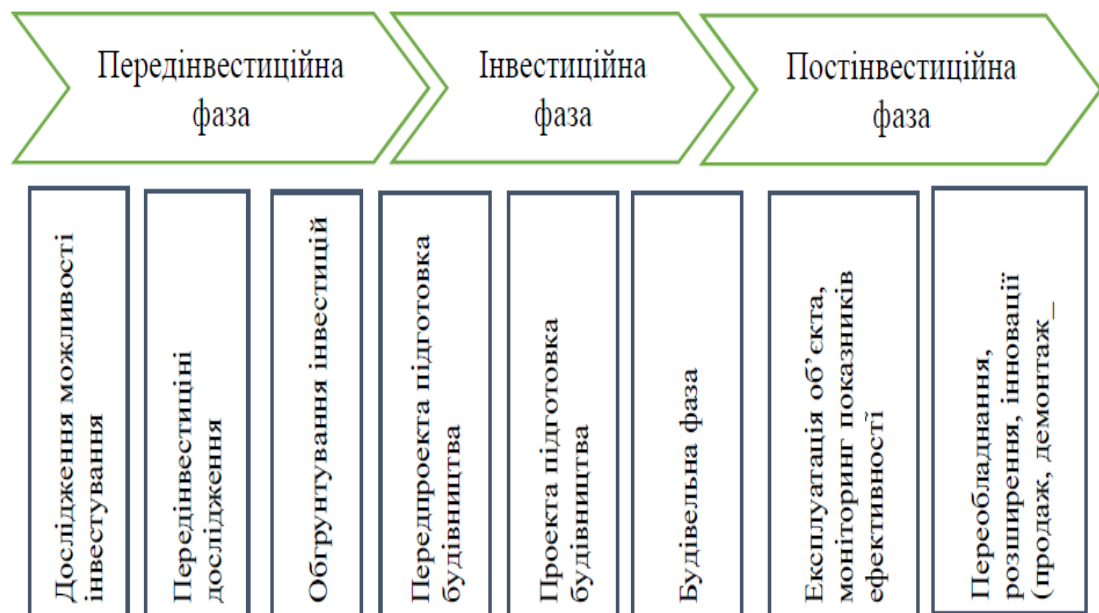 Передінвестиційна
фаза
Інвестиційна
фаза
Постінвестиційна
фаза
Дослідження можливості
інвестування
Передінвестиціні
дослідження
Обгрунтування інвестицій
Передпроекта підготовка
будівництва
Проекта підготовка
будівництва
Будівельна фаза
Експлуатація об’єкта,
моніторинг показників
ефективності
Переобладнання,
розширення, інновації
(продаж, демонтаж_